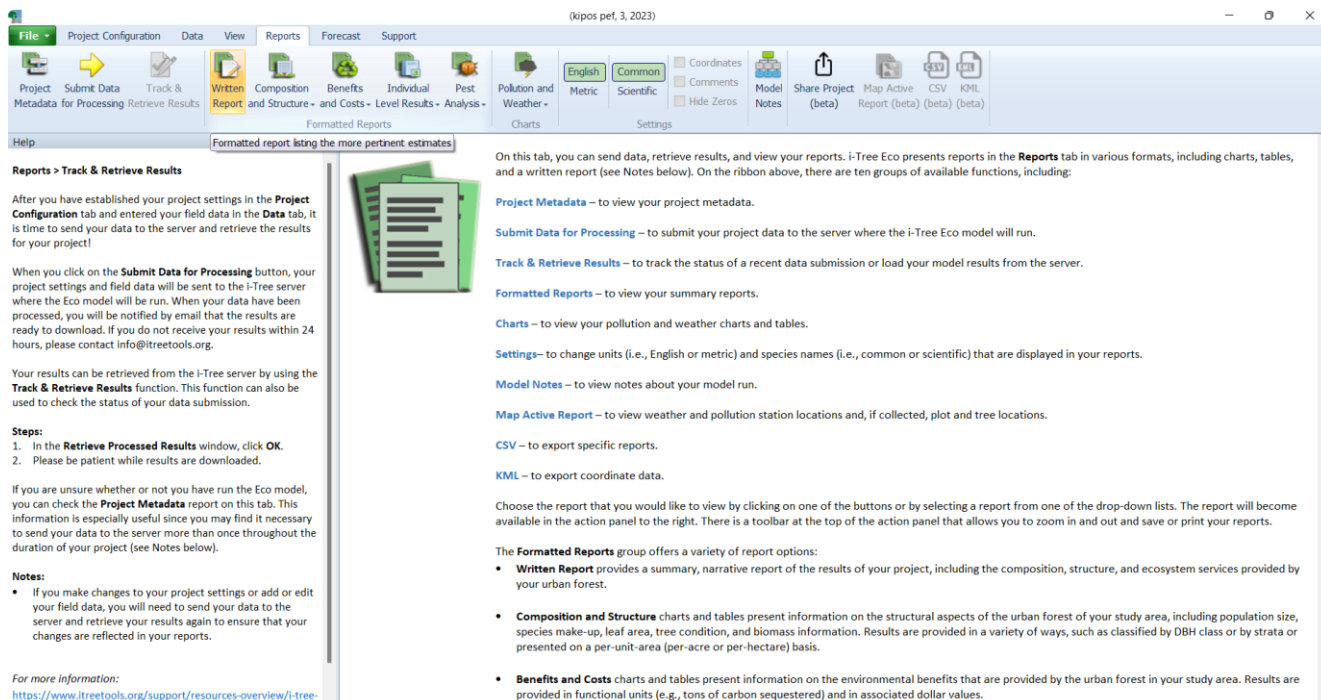 (kipos pef, 3, 2023)
File
Project Configuration
Data
View
Reports
Forecast
Support
Project
Metadata
Submit Data
for Processing
Track &
Retrieve Results
Written
Report
Composition
and Structure
Benefits
and Costs
Individual
Level Results
Pest
Analysis
Formatted Reports
Pollution and
Weather
Charts
English
Metric
Common
Scientific
Coordinates
Comments
Hide Zeros
Settings
Model
Notes
Share Project
(beta)
Map Active
Report (beta)
CSV
(beta)
KML
(beta)
Help
Formatted report listing the more pertinent estimates
Reports > Track & Retrieve Results
After you have established your project settings in the Project
Configuration tab and entered your field data in the Data tab, it
is time to send your data to the server and retrieve the results
for your project!
When you click on the Submit Data for Processing button, your
project settings and field data will be sent to the i-Tree server
where the Eco model will be run. When your data have been
processed, you will be notified by email that the results are
ready to download. If you do not receive your results within 24
hours, please contact info@itreetools.org.
Your results can be retrieved from the i-Tree server by using the
Track & Retrieve Results function. This function can also be
used to check the status of your data submission.
Steps:
1. In the Retrieve Processed Results window, click OK.
2. Please be patient while results are downloaded.
If you are unsure whether or not you have run the Eco model,
you can check the Project Metadata report on this tab. This
information is especially useful since you may find it necessary
to send your data to the server more than once throughout the
duration of your project (see Notes below).
Notes:
• If you make changes to your project settings or add or edit
your field data, you will need to send your data to the
server and retrieve your results again to ensure that your
changes are reflected in your reports.
For more information:
https://www.itreetools.org/support/resources-overview/i-tree-
On this tab, you can send data, retrieve results, and view your reports. i-Tree Eco presents reports in the Reports tab in various formats, including charts, tables,
and a written report (see Notes below). On the ribbon above, there are ten groups of available functions, including:
Project Metadata – to view your project metadata.
Submit Data for Processing – to submit your project data to the server where the i-Tree Eco model will run.
Track & Retrieve Results – to track the status of a recent data submission or load your model results from the server.
Formatted Reports – to view your summary reports.
Charts – to view your pollution and weather charts and tables.
Settings– to change units (i.e., English or metric) and species names (i.e., common or scientific) that are displayed in your reports.
Model Notes – to view notes about your model run.
Map Active Report – to view weather and pollution station locations and, if collected, plot and tree locations.
CSV – to export specific reports.
KML – to export coordinate data.
Choose the report that you would like to view by clicking on one of the buttons or by selecting a report from one of the drop-down lists. The report will become
available in the action panel to the right. There is a toolbar at the top of the action panel that allows you to zoom in and out and save or print your reports.
The Formatted Reports group offers a variety of report options:
• Written Report provides a summary, narrative report of the results of your project, including the composition, structure, and ecosystem services provided by
your urban forest.
• Composition and Structure charts and tables present information on the structural aspects of the urban forest of your study area, including population size,
species make-up, leaf area, tree condition, and biomass information. Results are provided in a variety of ways, such as classified by DBH class or by strata or
presented on a per-unit-area (per-acre or per-hectare) basis.
• Benefits and Costs charts and tables present information on the environmental benefits that are provided by the urban forest in your study area. Results are
provided in functional units (e.g., tons of carbon sequestered) and in associated dollar values.